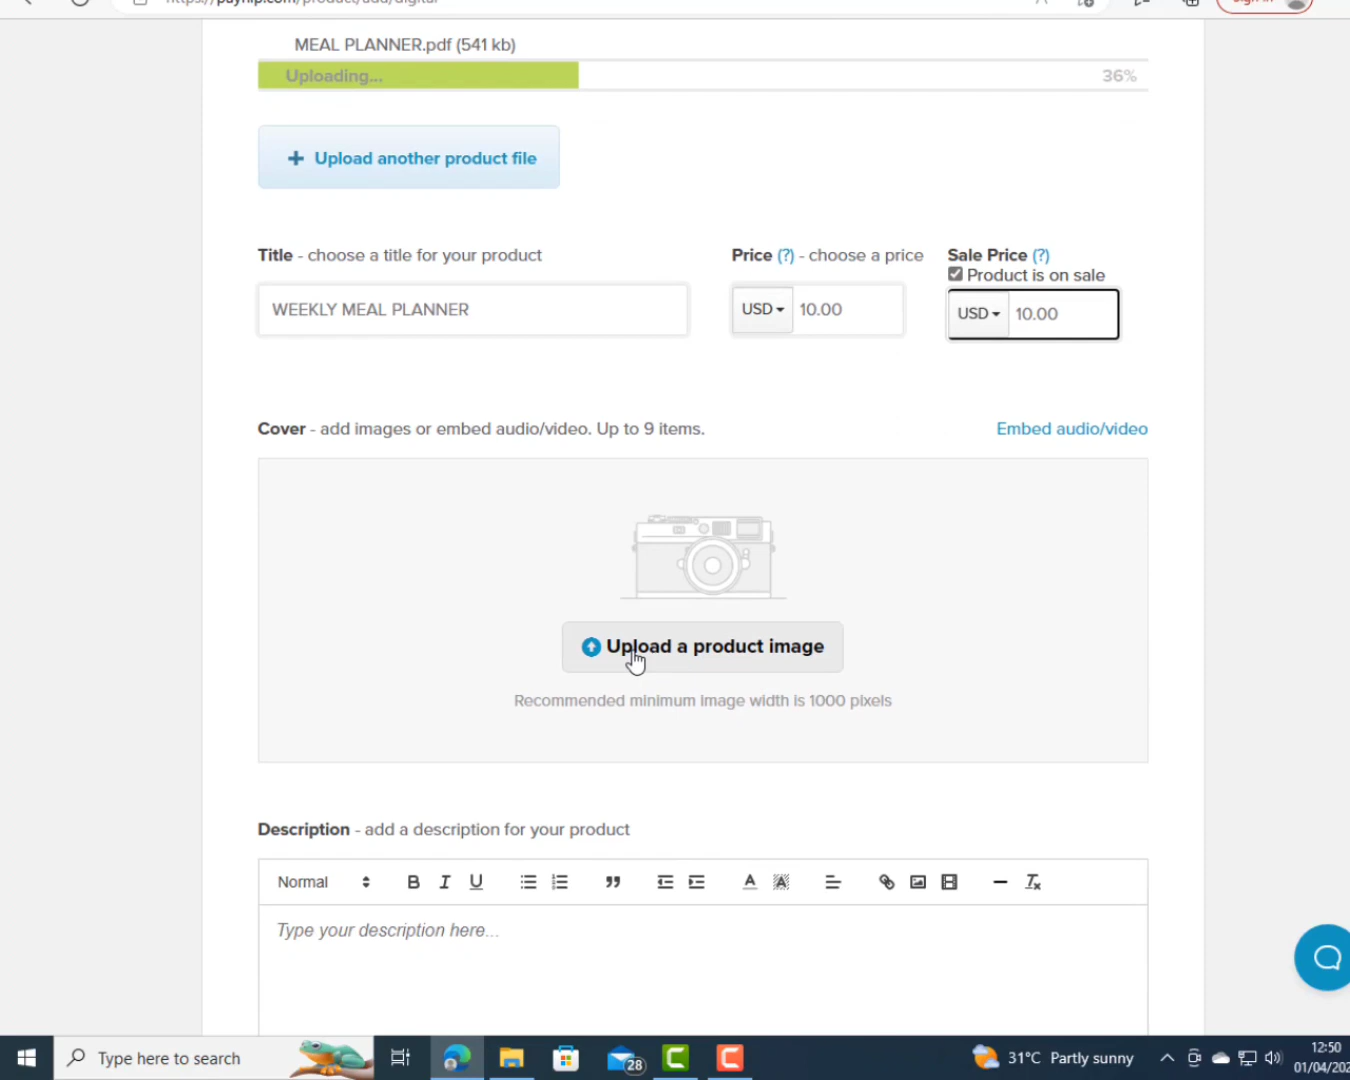 MEAL PLANNER.pdf (541 kb)
Uploading... 36%
Upload another product file
Title - choose a title for your product
Price (?) - choose a price
Sale Price (?)
Product is on sale
WEEKLY MEAL PLANNER
USD 10.00
USD 10.00
Cover - add images or embed audio/video. Up to 9 items.
Embed audio/video
Upload a product image
Recommended minimum image width is 1000 pixels
Description - add a description for your product
Normal B I U A A
Type your description here...
Type here to search
28
31°C Partly sunny
12:50
01/04/202